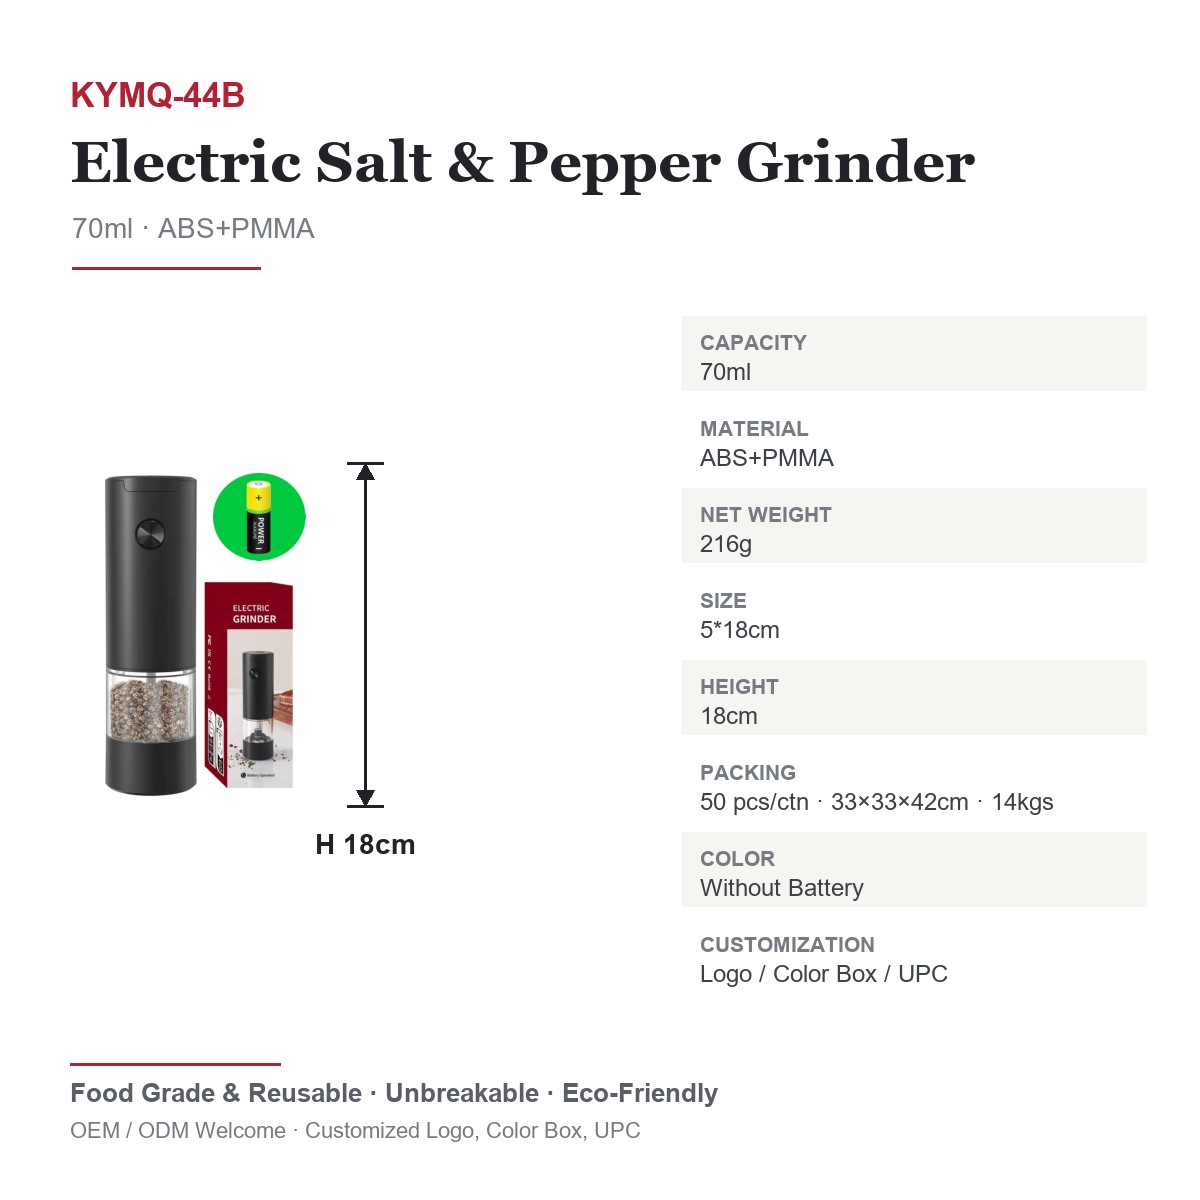 KYMQ-44B
Electric Salt & Pepper Grinder
70ml · ABS+PMMA
CAPACITY
70ml
MATERIAL
ABS+PMMA
NET WEIGHT
216g
SIZE
5*18cm
HEIGHT
18cm
PACKING
50 pcs/ctn · 33×33×42cm · 14kgs
COLOR
Without Battery
CUSTOMIZATION
Logo / Color Box / UPC
+
POWER
ELECTRIC
GRINDER
H 18cm
Food Grade & Reusable · Unbreakable · Eco-Friendly
OEM / ODM Welcome · Customized Logo, Color Box, UPC